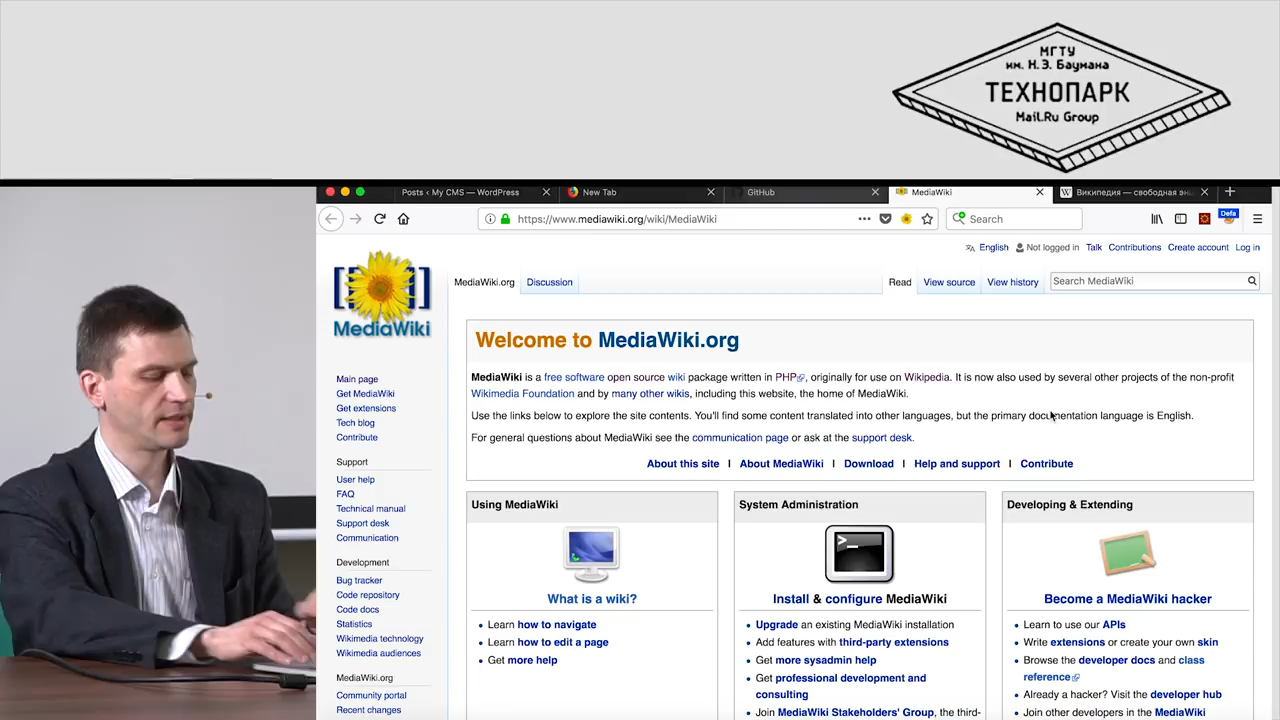 МГТУ
им. Н.Э. Баумана
ТЕХНОПАРК
Mail.Ru Group
Posts ‹ My CMS — WordPress
New Tab
GitHub
MediaWiki
Википедия — свободная эн
https://www.mediawiki.org/wiki/MediaWiki
Search
Defa
English
Not logged in
Talk
Contributions
Create account
Log in
MediaWiki
MediaWiki.org
Discussion
Read
View source
View history
Search MediaWiki
Main page
Get MediaWiki
Get extensions
Tech blog
Contribute
Support
User help
FAQ
Technical manual
Support desk
Communication
Development
Bug tracker
Code repository
Code docs
Statistics
Wikimedia technology
Wikimedia audiences
MediaWiki.org
Community portal
Recent changes
Welcome to MediaWiki.org
MediaWiki is a free software open source wiki package written in PHP, originally for use on Wikipedia. It is now also used by several other projects of the non-profit
Wikimedia Foundation and by many other wikis, including this website, the home of MediaWiki.
Use the links below to explore the site contents. You'll find some content translated into other languages, but the primary documentation language is English.
For general questions about MediaWiki see the communication page or ask at the support desk.
About this site | About MediaWiki | Download | Help and support | Contribute
Using MediaWiki
What is a wiki?
Learn how to navigate
Learn how to edit a page
Get more help
System Administration
>_
Install & configure MediaWiki
Upgrade an existing MediaWiki installation
Add features with third-party extensions
Get more sysadmin help
Get professional development and
consulting
Join MediaWiki Stakeholders' Group, the third-
Developing & Extending
Become a MediaWiki hacker
Learn to use our APIs
Write extensions or create your own skin
Browse the developer docs and class
reference
Already a hacker? Visit the developer hub
Join other developers in the MediaWiki